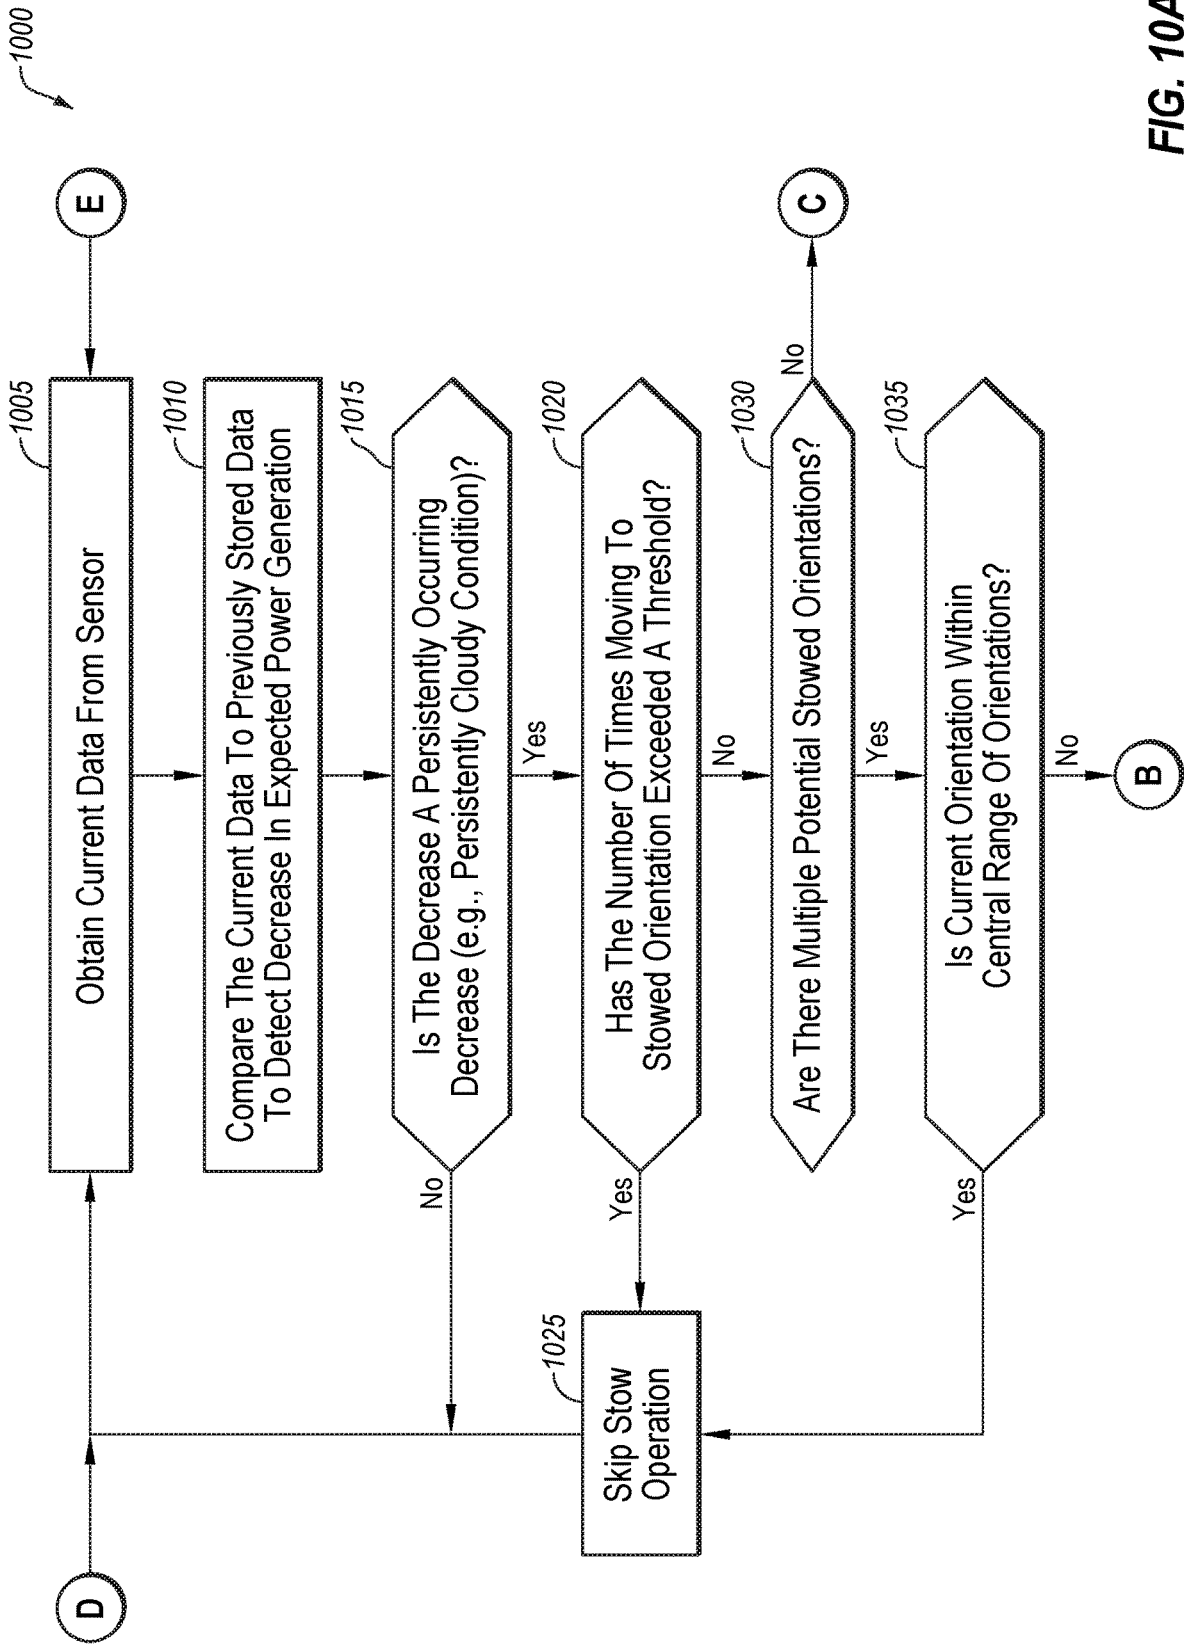 1000
E
1005
Obtain Current Data From Sensor
1010
Compare The Current Data To Previously Stored Data
To Detect Decrease In Expected Power Generation
1015
Is The Decrease A Persistently Occurring
Decrease (e.g., Persistently Cloudy Condition)?
No
Yes
1020
Has The Number Of Times Moving To
Stowed Orientation Exceeded A Threshold?
Yes
No
1025
Skip Stow
Operation
1030
Are There Multiple Potential Stowed Orientations?
No
C
Yes
1035
Is Current Orientation Within
Central Range Of Orientations?
Yes
No
B
D
FIG. 10A